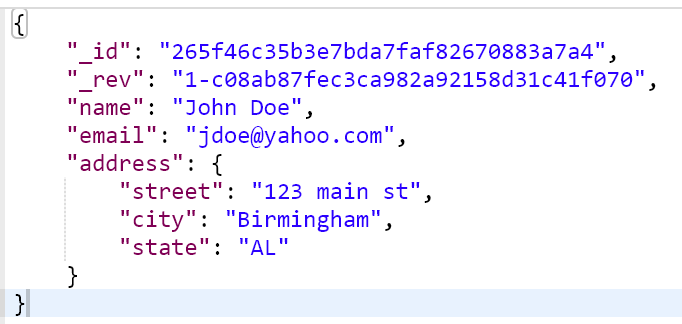 {
"_id": "265f46c35b3e7bda7faf82670883a7a4",
"_rev": "1-c08ab87fec3ca982a92158d31c41f070",
"name": "John Doe",
"email": "jdoe@yahoo.com",
"address": {
"street": "123 main st",
"city": "Birmingham",
"state": "AL"
}
}